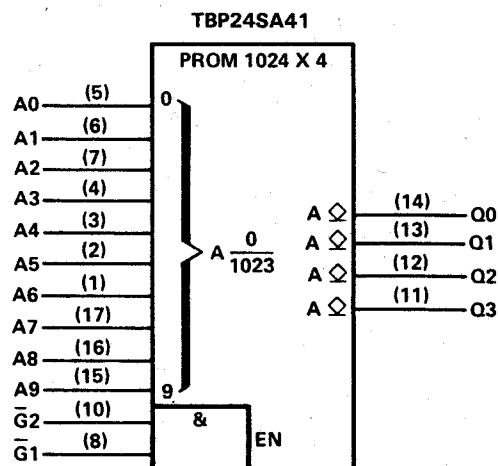 TBP24SA41
PROM 1024 X 4
A0 (5) 0
A1 (6)
A2 (7)
A3 (4)
A4 (3)
A5 (2)
A6 (1)
A7 (17)
A8 (16)
A9 (15) 9
G̅2 (10) &
G̅1 (8) EN
A 0
1023
A ◇ (14) Q0
A ◇ (13) Q1
A ◇ (12) Q2
A ◇ (11) Q3